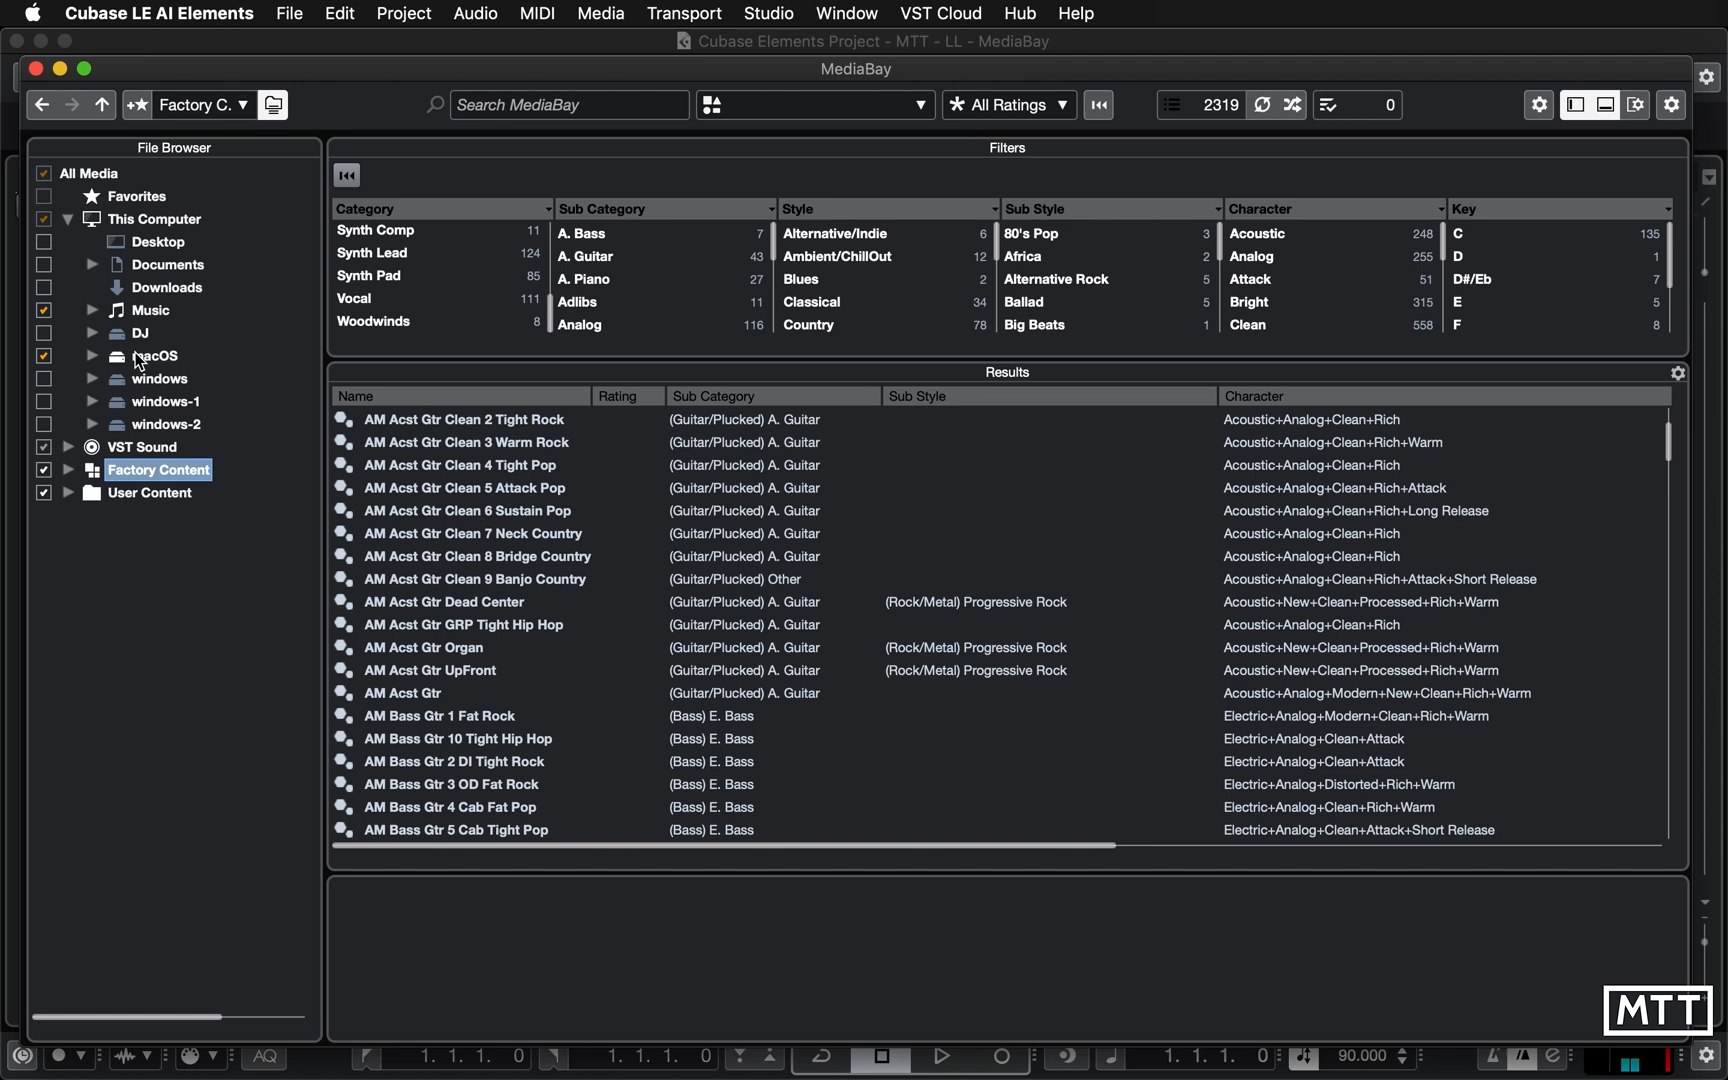 Cubase LE AI Elements File Edit Project Audio MIDI Media Transport Studio Window VST Cloud Hub Help
Cubase Elements Project - MTT - LL - MediaBay
MediaBay
Factory C. Search MediaBay All Ratings 2319 0
File Browser
All Media
Favorites
This Computer
Desktop
Documents
Downloads
Music
DJ
macOS
windows
windows-1
windows-2
VST Sound
Factory Content
User Content
Filters
Category Sub Category Style Sub Style Character Key
Synth Comp 11 A. Bass 7 Alternative/Indie 6 80's Pop 3 Acoustic 248 C 135
Synth Lead 124 A. Guitar 43 Ambient/ChillOut 12 Africa 2 Analog 255 D 1
Synth Pad 85 A. Piano 27 Blues 2 Alternative Rock 5 Attack 51 D#/Eb 7
Vocal 111 Adlibs 11 Classical 34 Ballad 5 Bright 315 E 5
Woodwinds 8 Analog 116 Country 78 Big Beats 1 Clean 558 F 8
Results
Name Rating Sub Category Sub Style Character
AM Acst Gtr Clean 2 Tight Rock (Guitar/Plucked) A. Guitar Acoustic+Analog+Clean+Rich
AM Acst Gtr Clean 3 Warm Rock (Guitar/Plucked) A. Guitar Acoustic+Analog+Clean+Rich+Warm
AM Acst Gtr Clean 4 Tight Pop (Guitar/Plucked) A. Guitar Acoustic+Analog+Clean+Rich
AM Acst Gtr Clean 5 Attack Pop (Guitar/Plucked) A. Guitar Acoustic+Analog+Clean+Rich+Attack
AM Acst Gtr Clean 6 Sustain Pop (Guitar/Plucked) A. Guitar Acoustic+Analog+Clean+Rich+Long Release
AM Acst Gtr Clean 7 Neck Country (Guitar/Plucked) A. Guitar Acoustic+Analog+Clean+Rich
AM Acst Gtr Clean 8 Bridge Country (Guitar/Plucked) A. Guitar Acoustic+Analog+Clean+Rich
AM Acst Gtr Clean 9 Banjo Country (Guitar/Plucked) Other Acoustic+Analog+Clean+Rich+Attack+Short Release
AM Acst Gtr Dead Center (Guitar/Plucked) A. Guitar (Rock/Metal) Progressive Rock Acoustic+New+Clean+Processed+Rich+Warm
AM Acst Gtr GRP Tight Hip Hop (Guitar/Plucked) A. Guitar Acoustic+Analog+Clean+Rich
AM Acst Gtr Organ (Guitar/Plucked) A. Guitar (Rock/Metal) Progressive Rock Acoustic+New+Clean+Processed+Rich+Warm
AM Acst Gtr UpFront (Guitar/Plucked) A. Guitar (Rock/Metal) Progressive Rock Acoustic+New+Clean+Processed+Rich+Warm
AM Acst Gtr (Guitar/Plucked) A. Guitar Acoustic+Analog+Modern+New+Clean+Rich+Warm
AM Bass Gtr 1 Fat Rock (Bass) E. Bass Electric+Analog+Modern+Clean+Rich+Warm
AM Bass Gtr 10 Tight Hip Hop (Bass) E. Bass Electric+Analog+Clean+Attack
AM Bass Gtr 2 DI Tight Rock (Bass) E. Bass Electric+Analog+Clean+Attack
AM Bass Gtr 3 OD Fat Rock (Bass) E. Bass Electric+Analog+Distorted+Rich+Warm
AM Bass Gtr 4 Cab Fat Pop (Bass) E. Bass Electric+Analog+Clean+Rich+Warm
AM Bass Gtr 5 Cab Tight Pop (Bass) E. Bass Electric+Analog+Clean+Attack+Short Release
MTT
AQ 1. 1. 1. 0 1. 1. 1. 0 1. 1. 1. 0 90.000